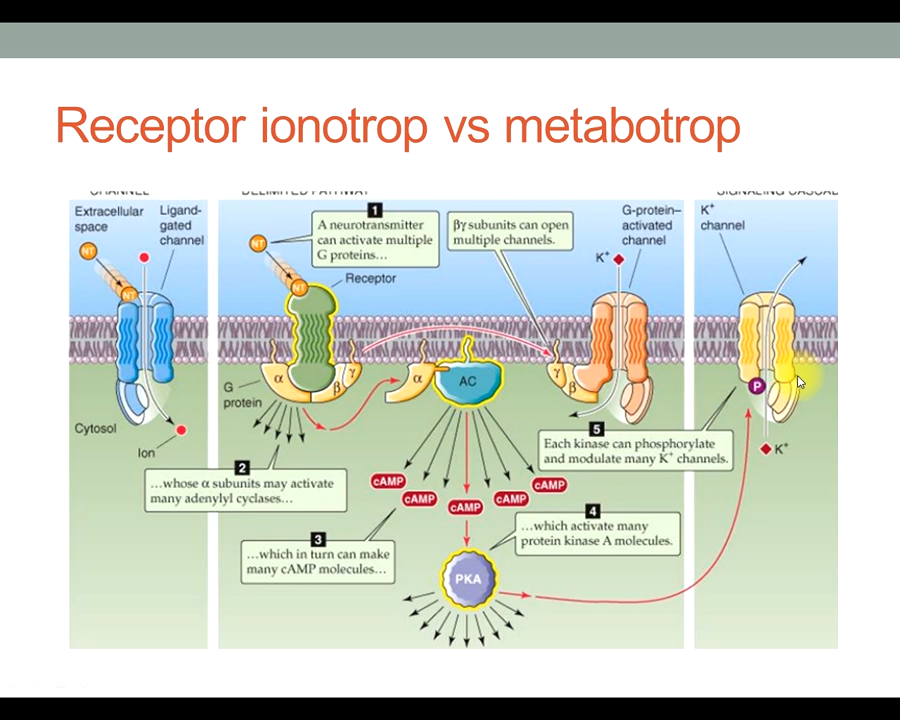 Receptor ionotrop vs metabotrop
CHANNEL
DELIMITED PATHWAY
Extracellular
space
Ligand-
gated
channel
NT
NT
Cytosol
Ion
1
A neurotransmitter
can activate multiple
G proteins…
NT
NT
Receptor
βγ subunits can open
multiple channels.
G-protein–
activated
channel
K+
α
β
γ
G
protein
α
AC
γ
β
2
…whose α subunits may activate
many adenylyl cyclases…
cAMP
cAMP
cAMP
cAMP
cAMP
3
…which in turn can make
many cAMP molecules…
4
…which activate many
protein kinase A molecules.
PKA
5
Each kinase can phosphorylate
and modulate many K+ channels.
K+
channel
P
K+